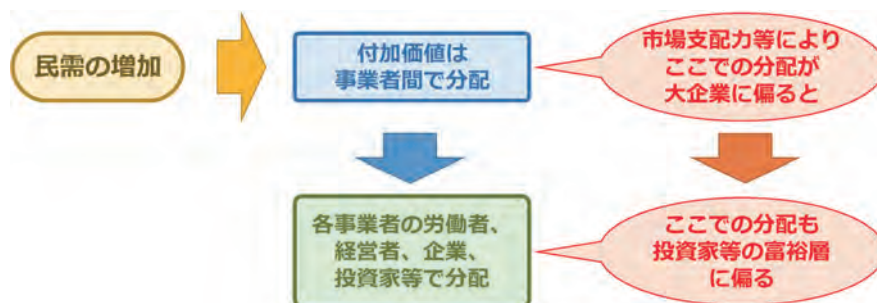 民需の増加
付加価値は
事業者間で分配
市場支配力等により
ここでの分配が
大企業に偏ると
各事業者の労働者、
経営者、企業、
投資家等で分配
ここでの分配も
投資家等の富裕層
に偏る